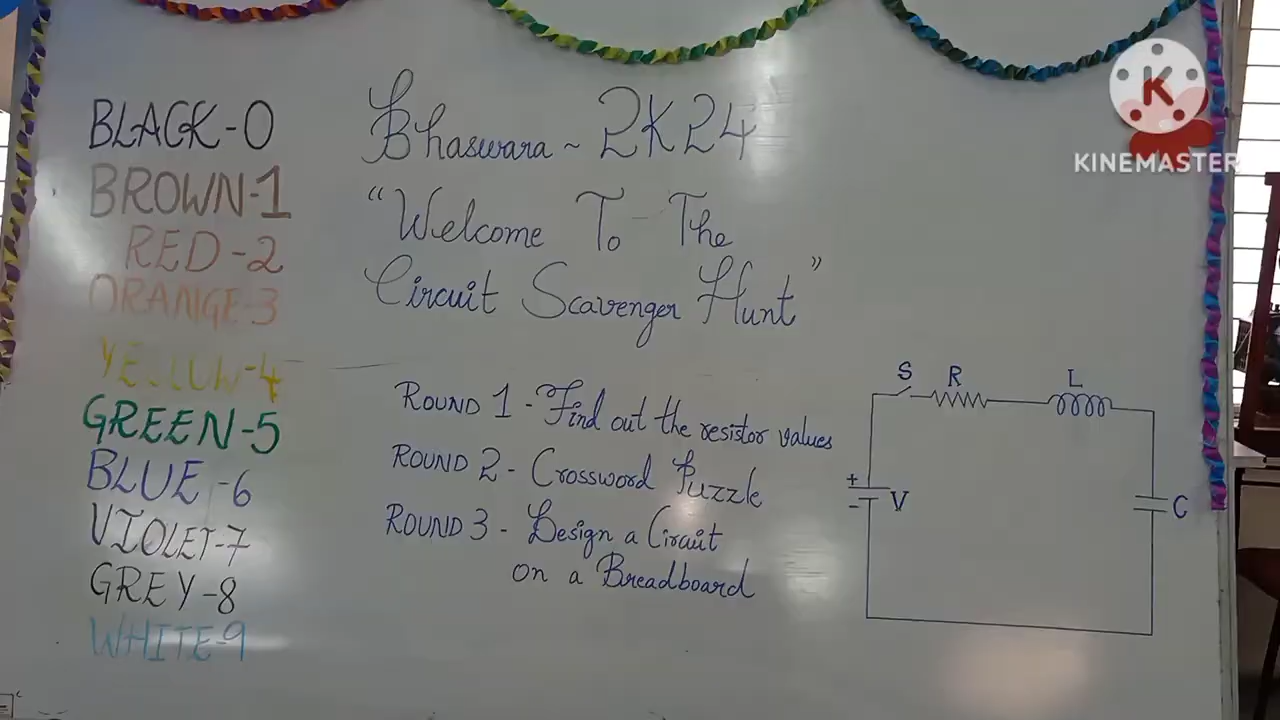 BLACK-0
BROWN-1
RED-2
ORANGE-3
YELLOW-4
GREEN-5
BLUE-6
VIOLET-7
GREY-8
WHITE-9
Bhaswara ~ 2K24
"Welcome To The
Circuit Scavenger Hunt"
ROUND 1 - Find out the resistor values
ROUND 2 - Crossword Puzzle
ROUND 3 - Design a Circuit
on a Breadboard
S R L
+
- V
C
K
KINEMASTER